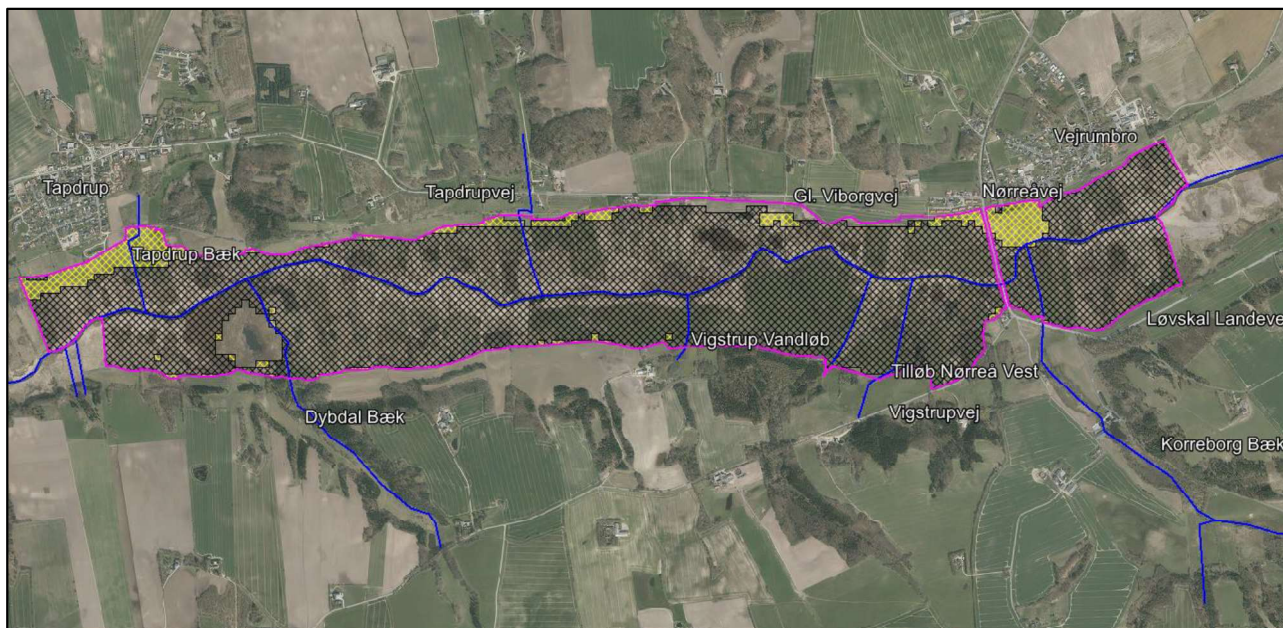 Vejrumbro
Tapdrup
Tapdrupvej
Gl. Viborgvej
Nørreåvej
Tapdrup Bæk
Løvskal Landeve
Vigstrup Vandløb
Tilløb Nørreå Vest
Dybdal Bæk
Vigstrupvej
Korreborg Bæk